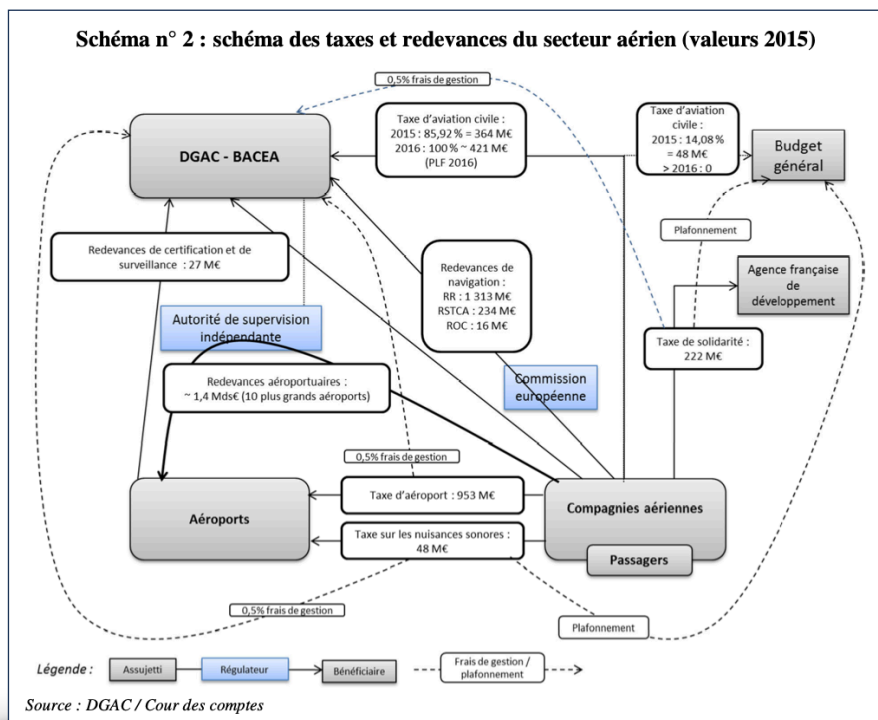 Schéma n° 2 : schéma des taxes et redevances du secteur aérien (valeurs 2015)
0,5% frais de gestion
DGAC - BACEA
Taxe d'aviation civile :
2015 : 85,92 % = 364 M€
2016 : 100% ~ 421 M€
(PLF 2016)
Taxe d'aviation
civile :
2015 : 14,08 %
= 48 M€
> 2016 : 0
Budget
général
Plafonnement
Redevances de certification et de
surveillance : 27 M€
Redevances de
navigation :
RR : 1 313 M€
RSTCA : 234 M€
ROC : 16 M€
Agence française
de
développement
Autorité de supervision
indépendante
Taxe de solidarité :
222 M€
Redevances aéroportuaires :
~ 1,4 Mds€ (10 plus grands aéroports)
Commission
européenne
0,5% frais de gestion
Aéroports
Taxe d'aéroport : 953 M€
Compagnies aériennes
Taxe sur les nuisances sonores :
48 M€
Passagers
0,5% frais de gestion
Plafonnement
Légende :
Assujetti
Régulateur
Bénéficiaire
Frais de gestion /
plafonnement
Source : DGAC / Cour des comptes